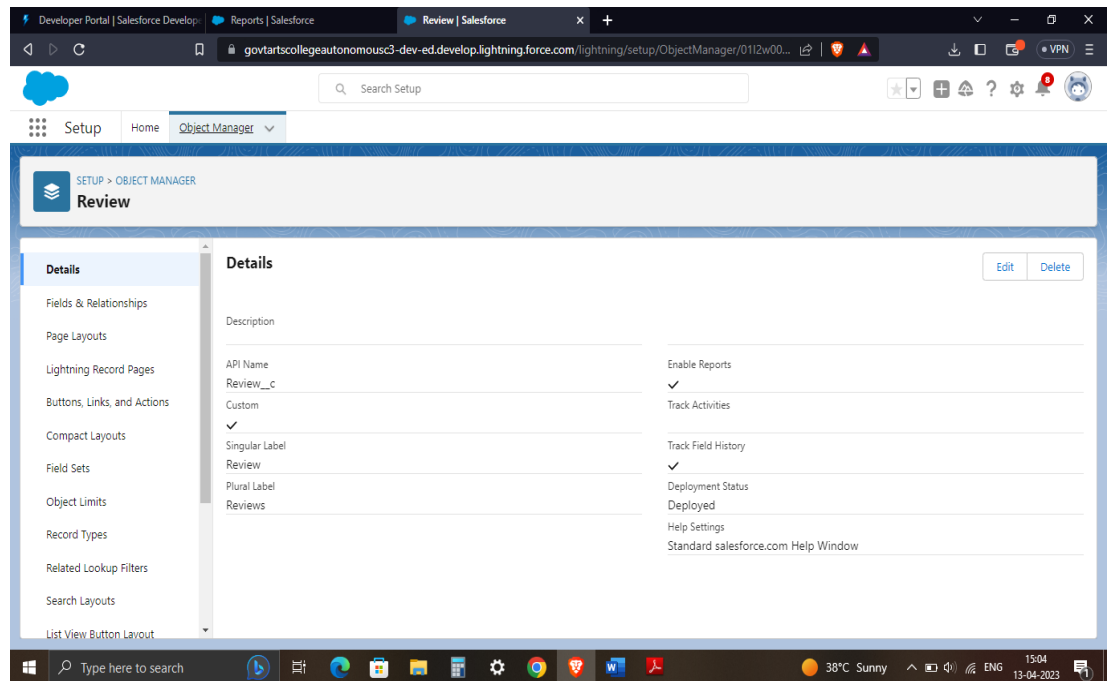 Developer Portal | Salesforce Develope
Reports | Salesforce
Review | Salesforce
govtartscollegeautonomousc3-dev-ed.develop.lightning.force.com/lightning/setup/ObjectManager/01I2w00...
VPN
Search Setup
8
Setup
Home
Object Manager
SETUP > OBJECT MANAGER
Review
Details
Fields & Relationships
Page Layouts
Lightning Record Pages
Buttons, Links, and Actions
Compact Layouts
Field Sets
Object Limits
Record Types
Related Lookup Filters
Search Layouts
List View Button Layout
Details
Edit
Delete
Description
API Name
Review__c
Custom
Singular Label
Review
Plural Label
Reviews
Enable Reports
Track Activities
Track Field History
Deployment Status
Deployed
Help Settings
Standard salesforce.com Help Window
Type here to search
38°C Sunny
ENG
15:04
13-04-2023